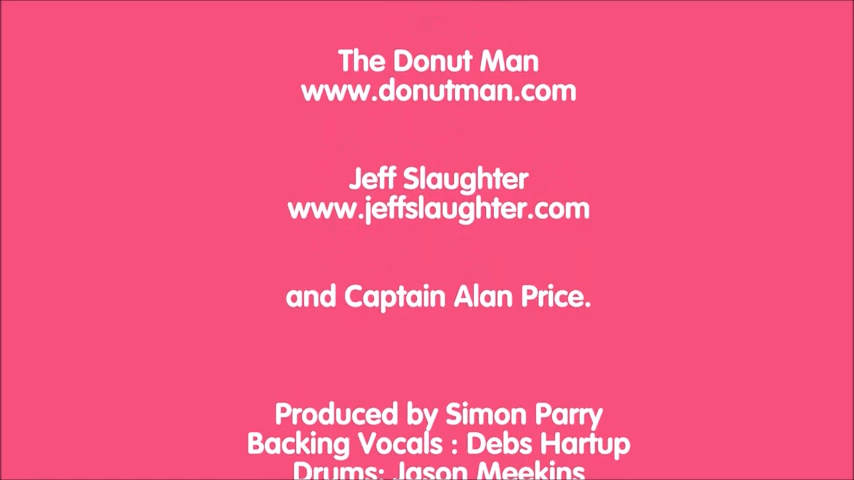 The Donut Man
www.donutman.com
Jeff Slaughter
www.jeffslaughter.com
and Captain Alan Price.
Produced by Simon Parry
Backing Vocals : Debs Hartup
Drums: Jason Meekins